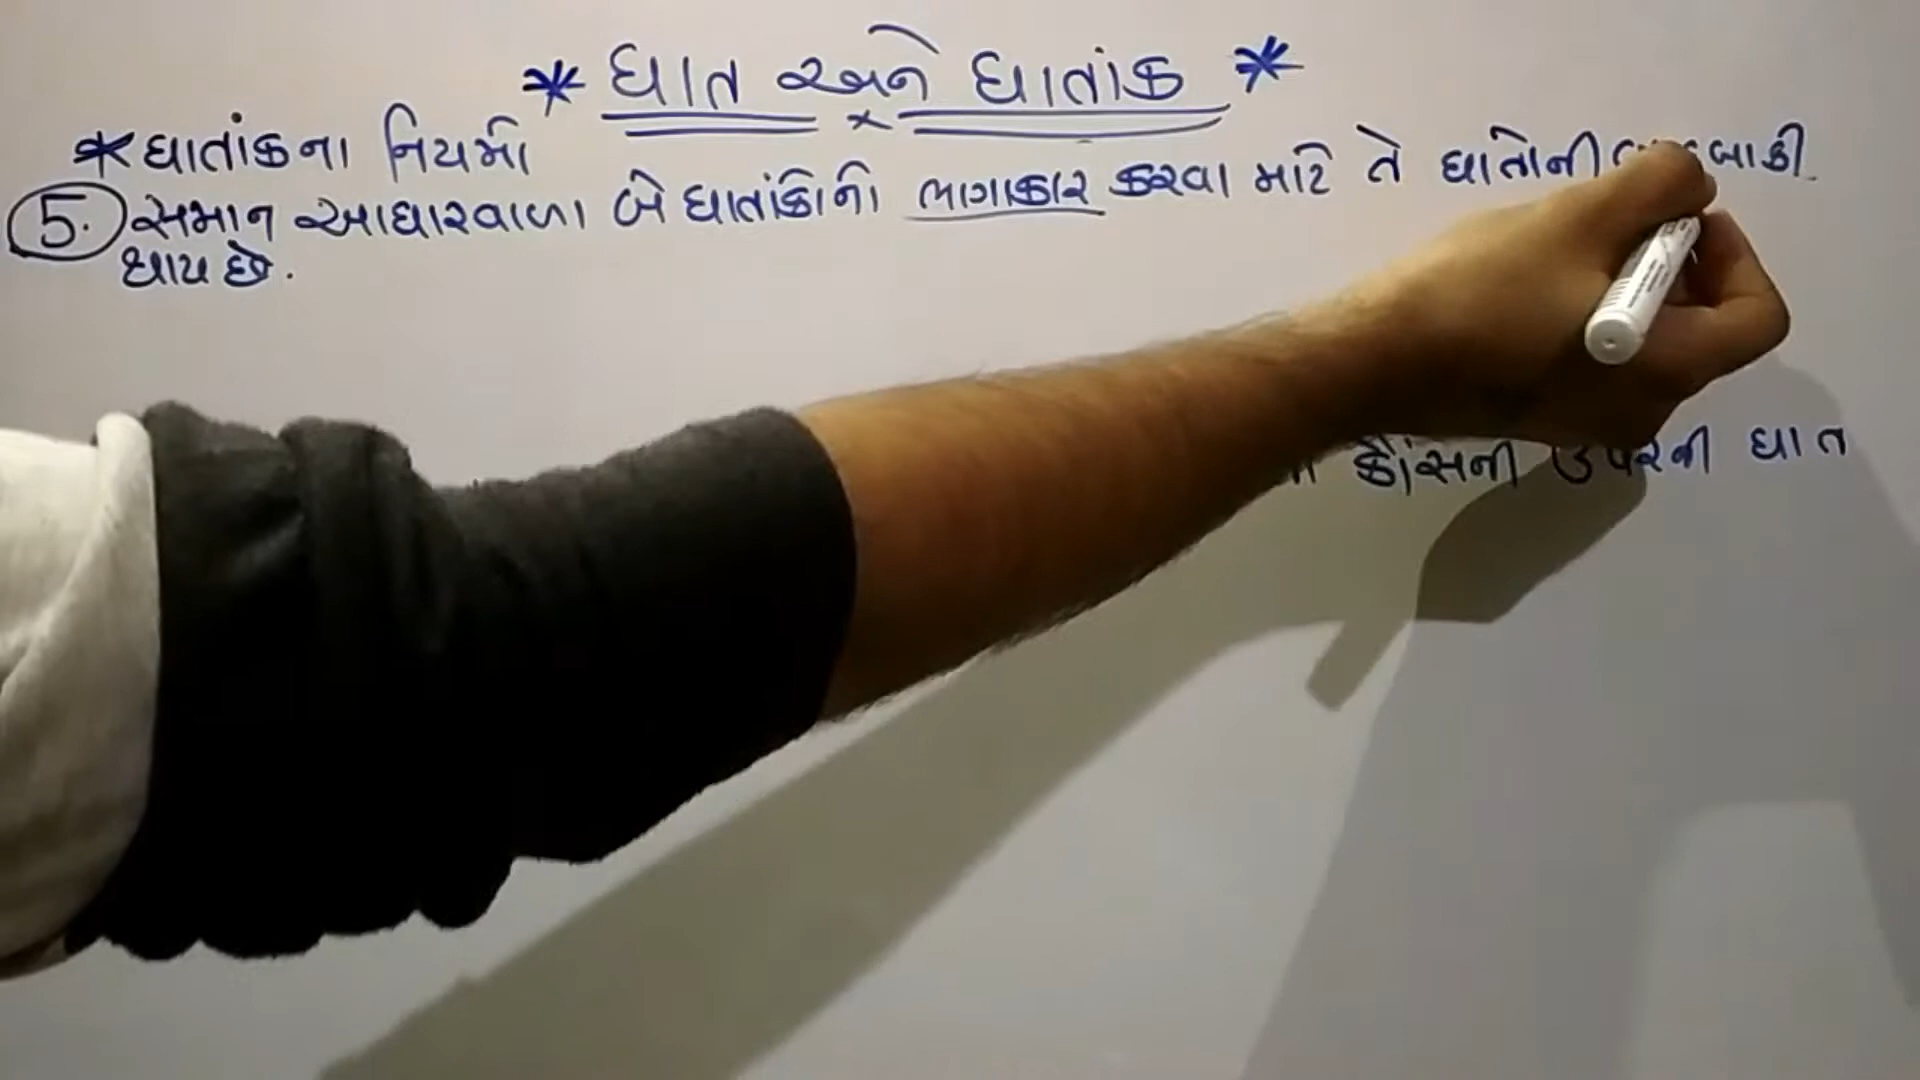 * ઘાત અને ઘાતાંક *
* ઘાતાંકના નિયમો
5. સમાન આધારવાળા બે ઘાતાંકોનો ભાગાકાર કરવા માટે તે ઘાતોની
થાય છે.
કૌંસની ઉપરની ઘાત